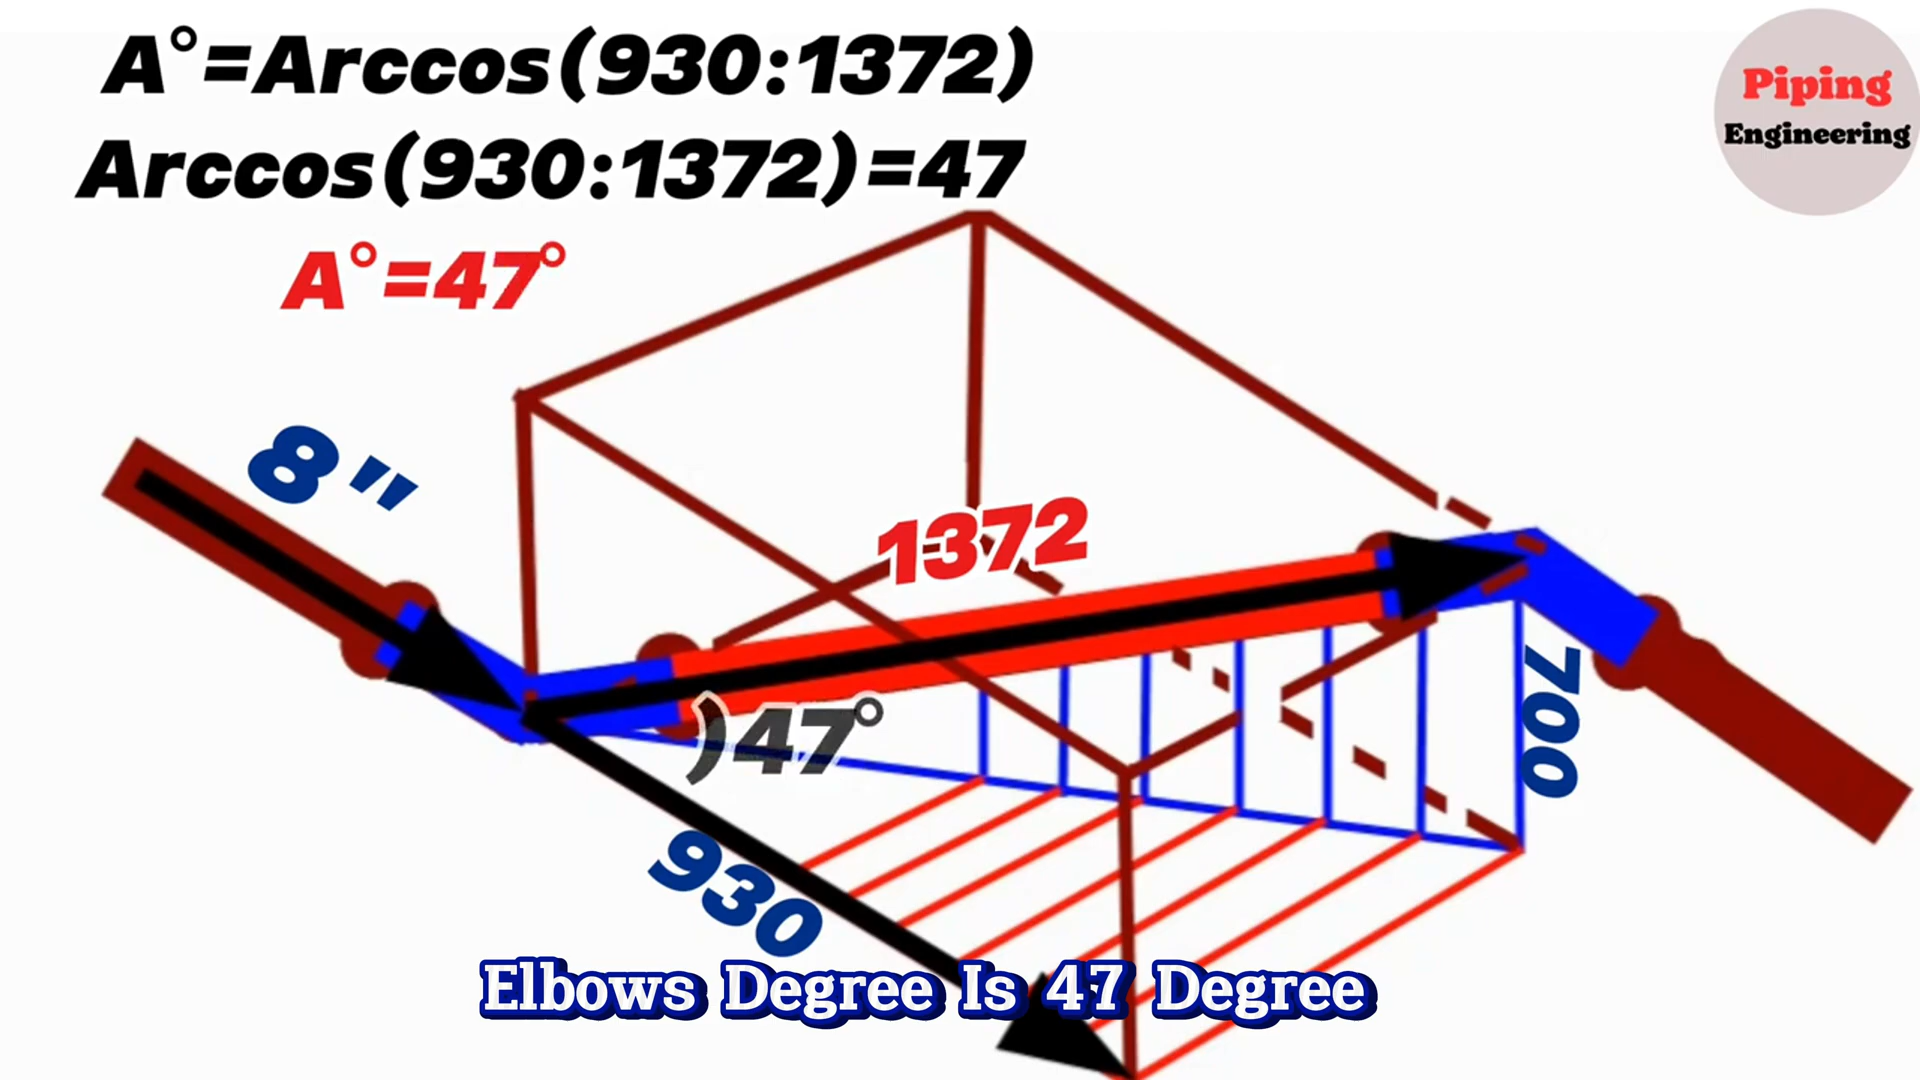 A°=Arccos(930:1372)
Arccos(930:1372)=47
A°=47°
Piping
Engineering
8"
1372
)47°
700
930
Elbows Degree Is 47 Degree